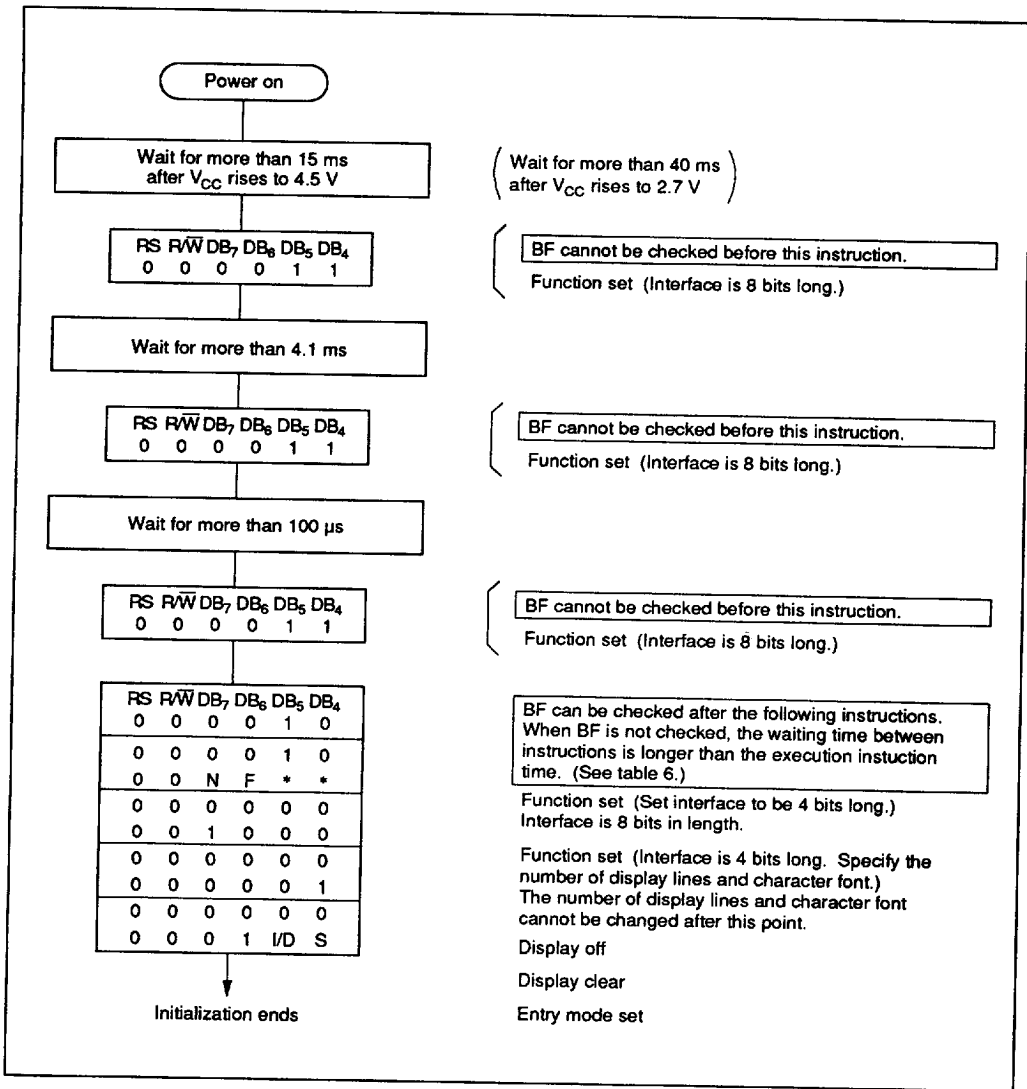 Power on
Wait for more than 15 ms
after VCC rises to 4.5 V
(Wait for more than 40 ms
after VCC rises to 2.7 V)
RS R/W̅ DB7 DB6 DB5 DB4
0 0 0 0 1 1
BF cannot be checked before this instruction.
Function set (Interface is 8 bits long.)
Wait for more than 4.1 ms
RS R/W̅ DB7 DB6 DB5 DB4
0 0 0 0 1 1
BF cannot be checked before this instruction.
Function set (Interface is 8 bits long.)
Wait for more than 100 µs
RS R/W̅ DB7 DB6 DB5 DB4
0 0 0 0 1 1
BF cannot be checked before this instruction.
Function set (Interface is 8 bits long.)
RS R/W̅ DB7 DB6 DB5 DB4
0 0 0 0 1 0
0 0 0 0 1 0
0 0 N F * *
0 0 0 0 0 0
0 0 1 0 0 0
0 0 0 0 0 0
0 0 0 0 0 1
0 0 0 0 0 0
0 0 0 1 I/D S
Initialization ends
BF can be checked after the following instructions.
When BF is not checked, the waiting time between
instructions is longer than the execution instuction
time. (See table 6.)
Function set (Set interface to be 4 bits long.)
Interface is 8 bits in length.
Function set (Interface is 4 bits long. Specify the
number of display lines and character font.)
The number of display lines and character font
cannot be changed after this point.
Display off
Display clear
Entry mode set